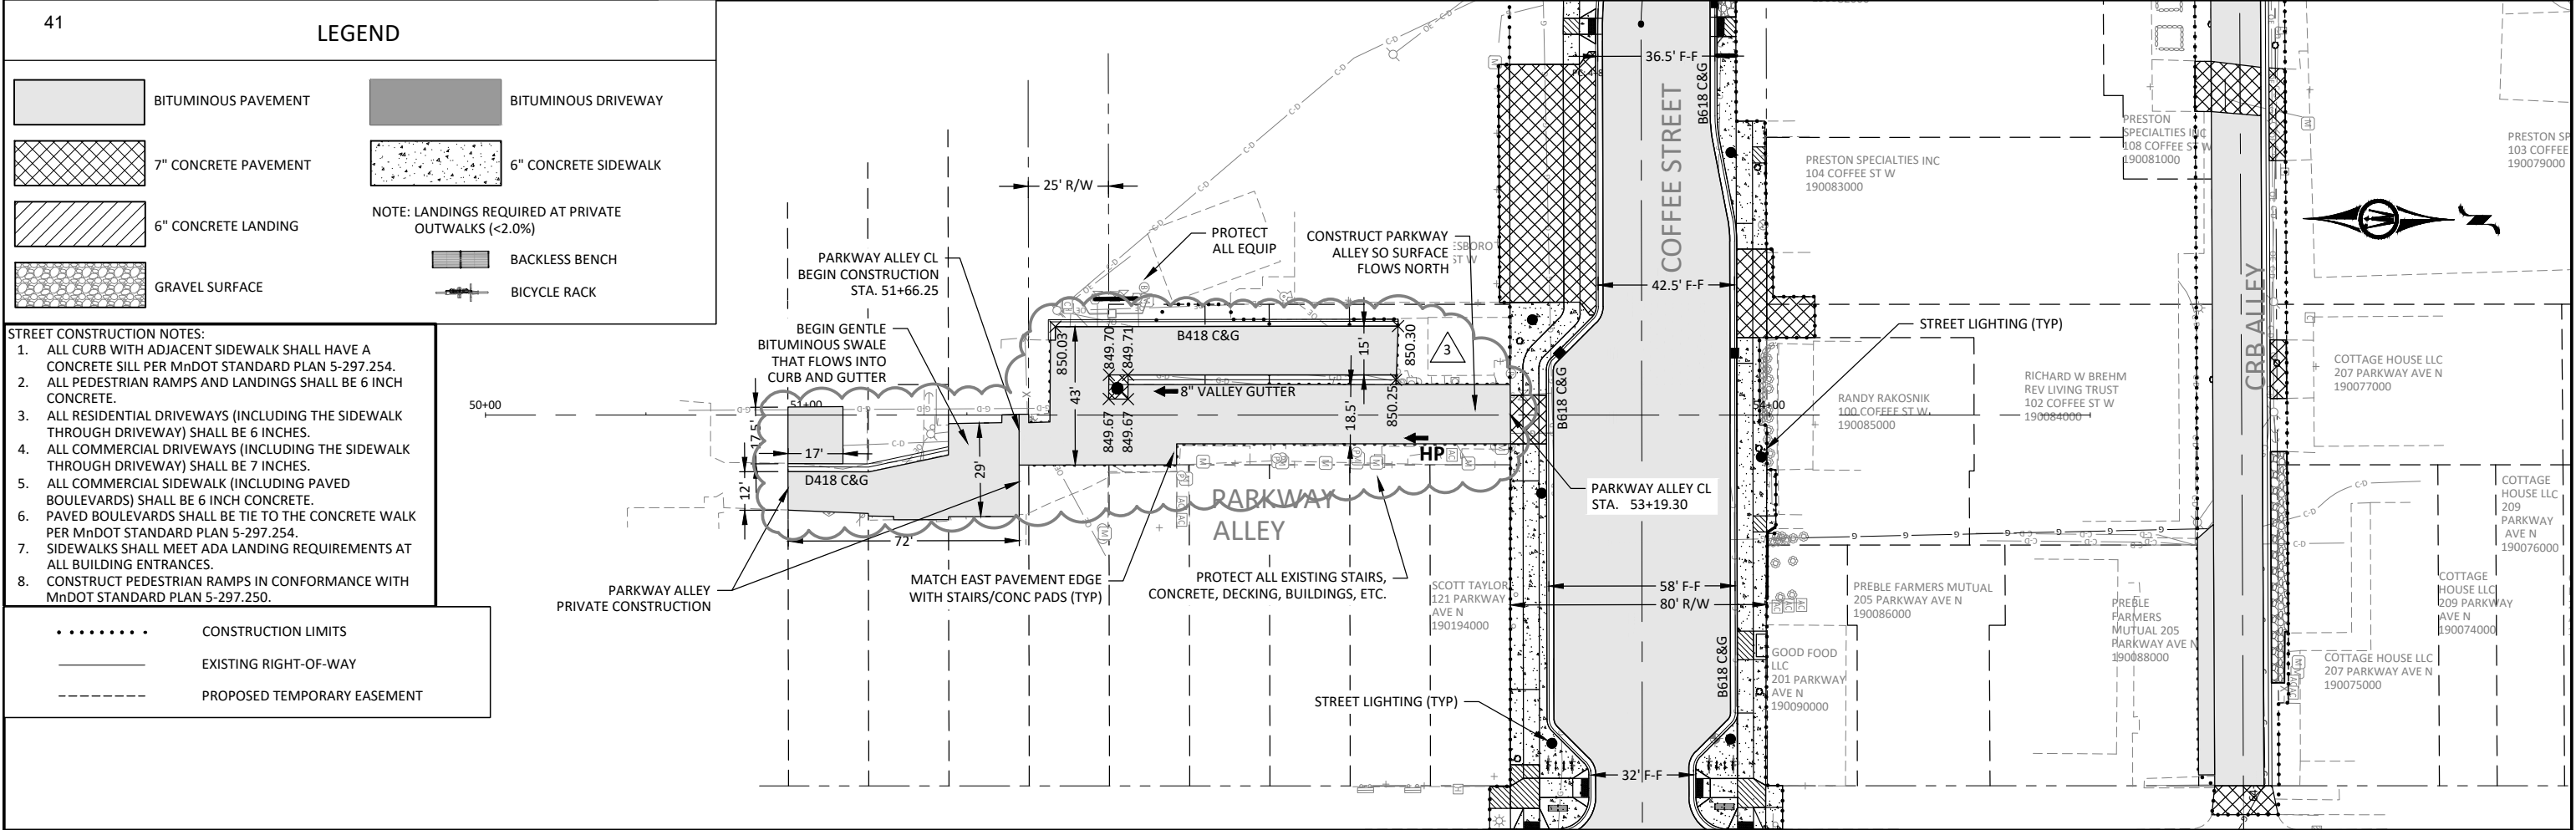 41
LEGEND
BITUMINOUS PAVEMENT
BITUMINOUS DRIVEWAY
7" CONCRETE PAVEMENT
6" CONCRETE SIDEWALK
6" CONCRETE LANDING
NOTE: LANDINGS REQUIRED AT PRIVATE
OUTWALKS (<2.0%)
BACKLESS BENCH
GRAVEL SURFACE
BICYCLE RACK
STREET CONSTRUCTION NOTES:
1. ALL CURB WITH ADJACENT SIDEWALK SHALL HAVE A
CONCRETE SILL PER MnDOT STANDARD PLAN 5-297.254.
2. ALL PEDESTRIAN RAMPS AND LANDINGS SHALL BE 6 INCH
CONCRETE.
3. ALL RESIDENTIAL DRIVEWAYS (INCLUDING THE SIDEWALK
THROUGH DRIVEWAY) SHALL BE 6 INCHES.
4. ALL COMMERCIAL DRIVEWAYS (INCLUDING THE SIDEWALK
THROUGH DRIVEWAY) SHALL BE 7 INCHES.
5. ALL COMMERCIAL SIDEWALK (INCLUDING PAVED
BOULEVARDS) SHALL BE 6 INCH CONCRETE.
6. PAVED BOULEVARDS SHALL BE TIE TO THE CONCRETE WALK
PER MnDOT STANDARD PLAN 5-297.254.
7. SIDEWALKS SHALL MEET ADA LANDING REQUIREMENTS AT
ALL BUILDING ENTRANCES.
8. CONSTRUCT PEDESTRIAN RAMPS IN CONFORMANCE WITH
MnDOT STANDARD PLAN 5-297.250.
CONSTRUCTION LIMITS
EXISTING RIGHT-OF-WAY
PROPOSED TEMPORARY EASEMENT
25' R/W
PROTECT
ALL EQUIP
CONSTRUCT PARKWAY
ALLEY SO SURFACE
FLOWS NORTH
PARKWAY ALLEY CL
BEGIN CONSTRUCTION
STA. 51+66.25
BEGIN GENTLE
BITUMINOUS SWALE
THAT FLOWS INTO
CURB AND GUTTER
50+00
51+00
17.5'
17'
12'
D418 C&G
29'
72'
850.03
43'
849.70
849.71
849.67
849.67
B418 C&G
8" VALLEY GUTTER
15'
18.5'
850.30
850.25
3
HP
PARKWAY
ALLEY
PARKWAY ALLEY
PRIVATE CONSTRUCTION
MATCH EAST PAVEMENT EDGE
WITH STAIRS/CONC PADS (TYP)
PROTECT ALL EXISTING STAIRS,
CONCRETE, DECKING, BUILDINGS, ETC.
SCOTT TAYLOR
121 PARKWAY
AVE N
190194000
STREET LIGHTING (TYP)
36.5' F-F
COFFEE STREET
B618 C&G
42.5' F-F
B618 C&G
PARKWAY ALLEY CL
STA. 53+19.30
58' F-F
80' R/W
B618 C&G
32' F-F
STREET LIGHTING (TYP)
PRESTON SPECIALTIES INC
104 COFFEE ST W
190083000
RANDY RAKOSNIK
100 COFFEE ST W
190085000
RICHARD W BREHM
REV LIVING TRUST
102 COFFEE ST W
190084000
PREBLE FARMERS MUTUAL
205 PARKWAY AVE N
190086000
GOOD FOOD
LLC
201 PARKWAY
AVE N
190090000
PREBLE
FARMERS
MUTUAL 205
PARKWAY AVE N
190088000
PRESTON
SPECIALTIES INC
108 COFFEE ST W
190081000
CRB ALLEY
PRESTON SP
103 COFFEE
190079000
COTTAGE HOUSE LLC
207 PARKWAY AVE N
190077000
COTTAGE
HOUSE LLC
209
PARKWAY
AVE N
190076000
COTTAGE
HOUSE LLC
209 PARKWAY
AVE N
190074000
COTTAGE HOUSE LLC
207 PARKWAY AVE N
190075000